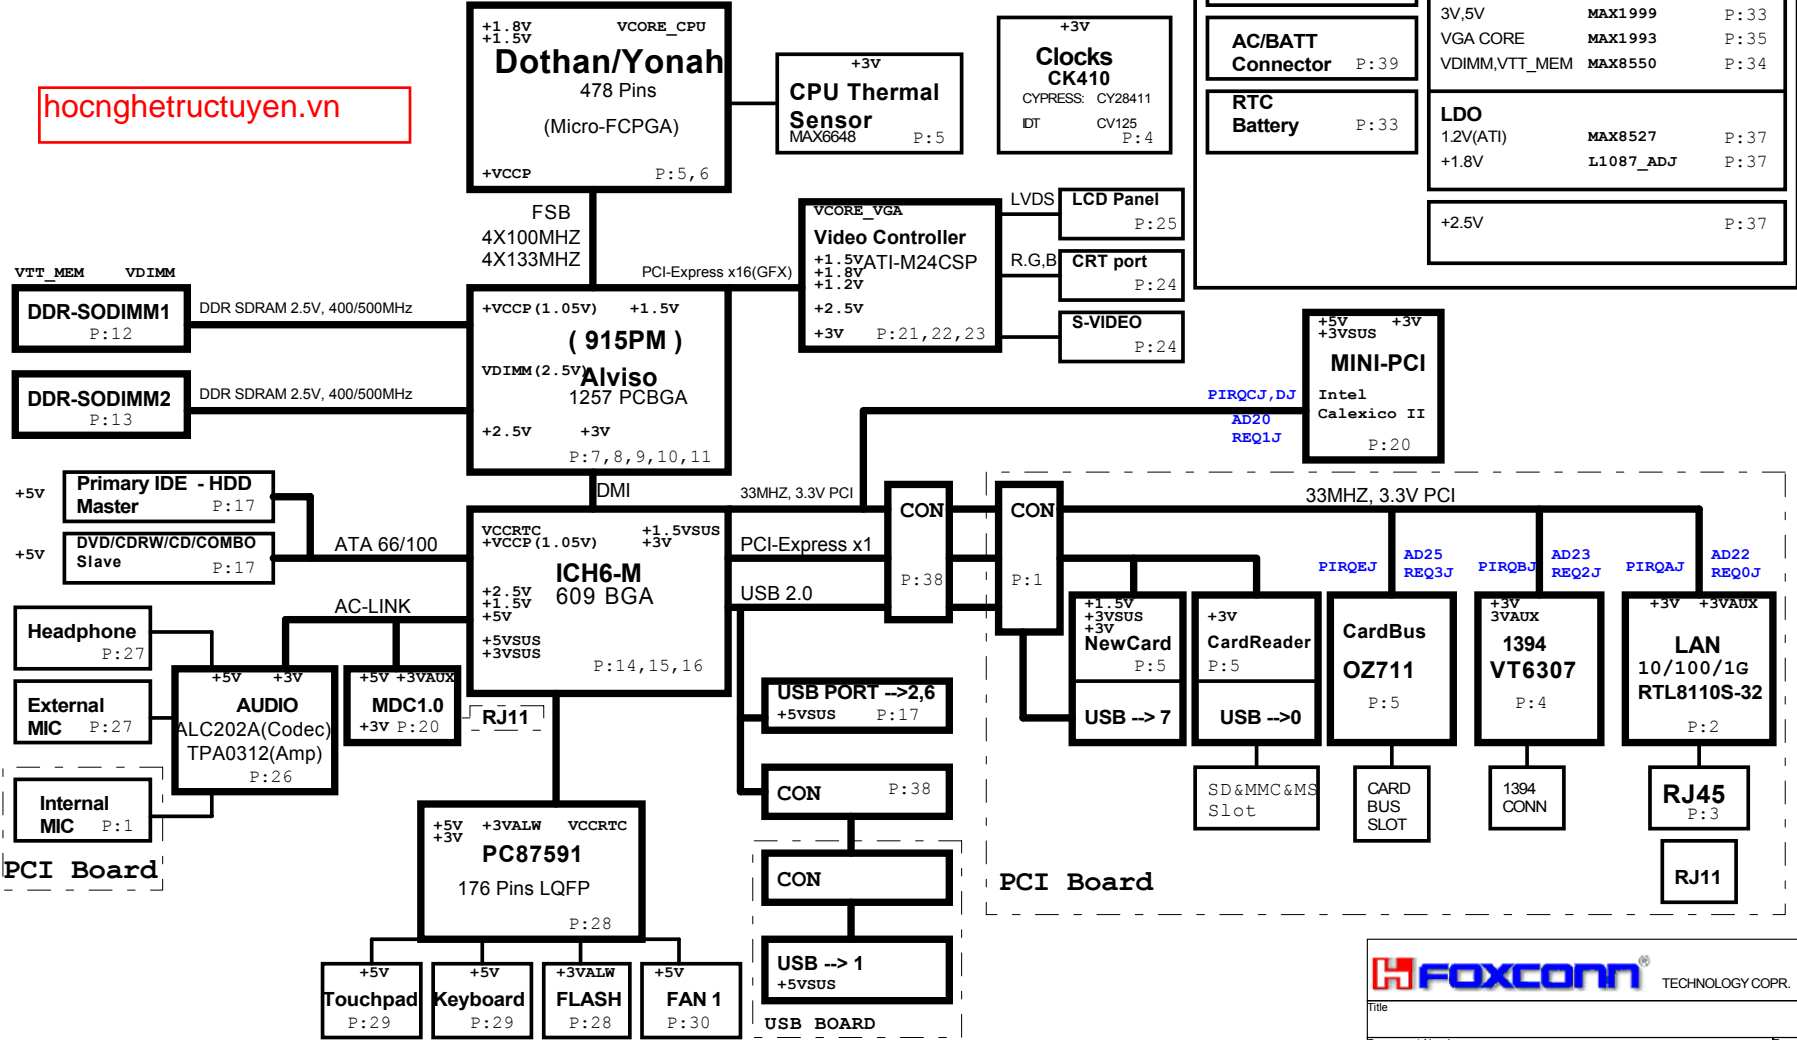 hocnghetructuyen.vn
+1.8V
+1.5V
VCORE_CPU
Dothan/Yonah
478 Pins
(Micro-FCPGA)
+VCCP
P:5,6
+3V
CPU Thermal
Sensor
MAX6648
P:5
+3V
Clocks
CK410
CYPRESS: CY28411
IDT CV125
P:4
AC/BATT
Connector P:39
RTC
Battery P:33
3V,5V MAX1999 P:33
VGA CORE MAX1993 P:35
VDIMM,VTT_MEM MAX8550 P:34
LDO
1.2V(ATI) MAX8527 P:37
+1.8V L1087_ADJ P:37
+2.5V P:37
FSB
4X100MHZ
4X133MHZ
PCI-Express x16(GFX)
VCORE_VGA
Video Controller
+1.5V
+1.8V
+1.2V
ATI-M24CSP
+2.5V
+3V P:21,22,23
LVDS
LCD Panel
P:25
R.G,B
CRT port
P:24
S-VIDEO
P:24
VTT_MEM VDIMM
DDR-SODIMM1
P:12
DDR SDRAM 2.5V, 400/500MHz
DDR-SODIMM2
P:13
DDR SDRAM 2.5V, 400/500MHz
+VCCP(1.05V) +1.5V
( 915PM )
VDIMM(2.5V)
Alviso
1257 PCBGA
+2.5V +3V
P:7,8,9,10,11
+5V +3V
+3VSUS
MINI-PCI
Intel
Calexico II
P:20
PIRQCJ,DJ
AD20
REQ1J
DMI
+5V
Primary IDE - HDD
Master P:17
+5V
DVD/CDRW/CD/COMBO
Slave P:17
ATA 66/100
AC-LINK
VCCRTC
+VCCP(1.05V)
+1.5VSUS
+3V
ICH6-M
609 BGA
+2.5V
+1.5V
+5V
+5VSUS
+3VSUS
P:14,15,16
33MHZ, 3.3V PCI
PCI-Express x1
USB 2.0
CON
P:38
CON
P:1
33MHZ, 3.3V PCI
PIRQEJ
AD25
REQ3J
PIRQBJ
AD23
REQ2J
PIRQAJ
AD22
REQ0J
+1.5V
+3VSUS
+3V
NewCard
P:5
USB --> 7
+3V
CardReader
P:5
USB -->0
CardBus
OZ711
P:5
+3V
3VAUX
1394
VT6307
P:4
+3V +3VAUX
LAN
10/100/1G
RTL8110S-32
P:2
SD&MMC&MS
Slot
CARD
BUS
SLOT
1394
CONN
RJ45
P:3
RJ11
PCI Board
Headphone
P:27
External
MIC P:27
Internal
MIC P:1
PCI Board
+5V +3V
AUDIO
ALC202A(Codec)
TPA0312(Amp)
P:26
+5V +3VAUX
MDC1.0
+3V P:20
RJ11
USB PORT -->2,6
+5VSUS P:17
CON P:38
CON
USB --> 1
+5VSUS
USB BOARD
+5V +3VALW VCCRTC
+3V
PC87591
176 Pins LQFP
P:28
+5V
Touchpad
P:29
+5V
Keyboard
P:29
+3VALW
FLASH
P:28
+5V
FAN 1
P:30
FOXCONN® TECHNOLOGY COPR.
Title